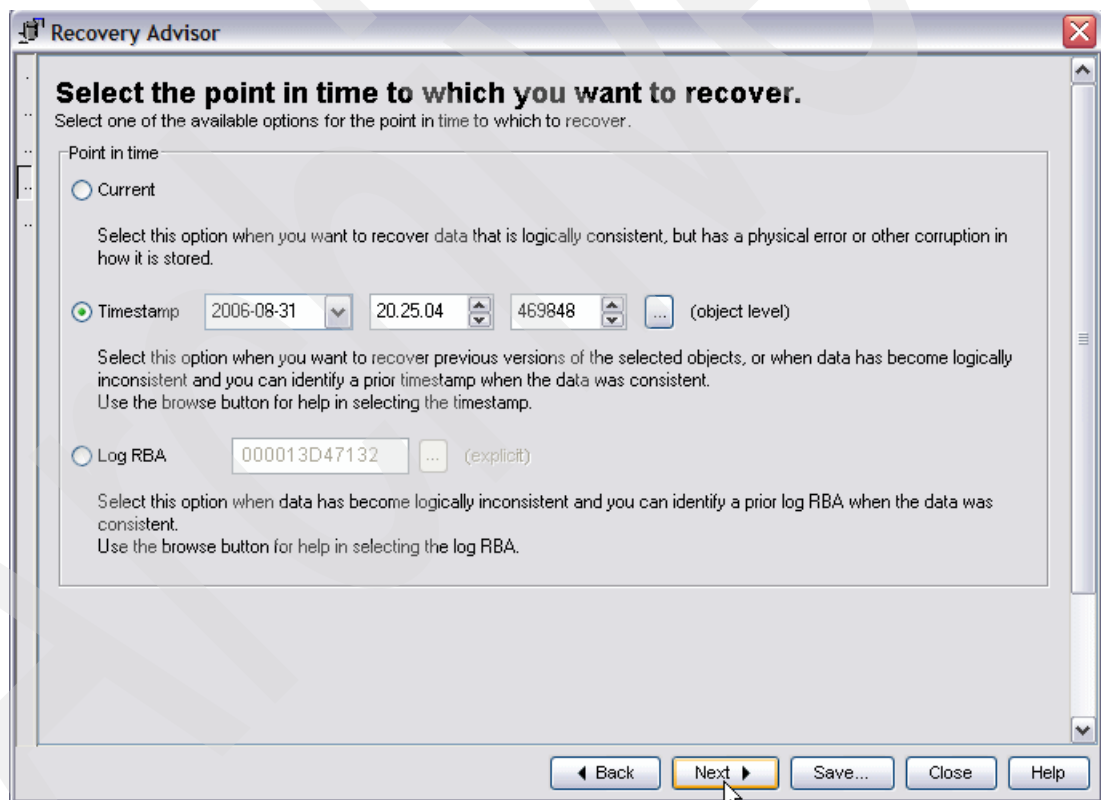 Recovery Advisor
Select the point in time to which you want to recover.
Select one of the available options for the point in time to which to recover.
Point in time
Current
Select this option when you want to recover data that is logically consistent, but has a physical error or other corruption in
how it is stored.
Timestamp 2006-08-31 20.25.04 469848 ... (object level)
Select this option when you want to recover previous versions of the selected objects, or when data has become logically
inconsistent and you can identify a prior timestamp when the data was consistent.
Use the browse button for help in selecting the timestamp.
Log RBA 000013D47132 ... (explicit)
Select this option when data has become logically inconsistent and you can identify a prior log RBA when the data was
consistent.
Use the browse button for help in selecting the log RBA.
Back Next Save... Close Help